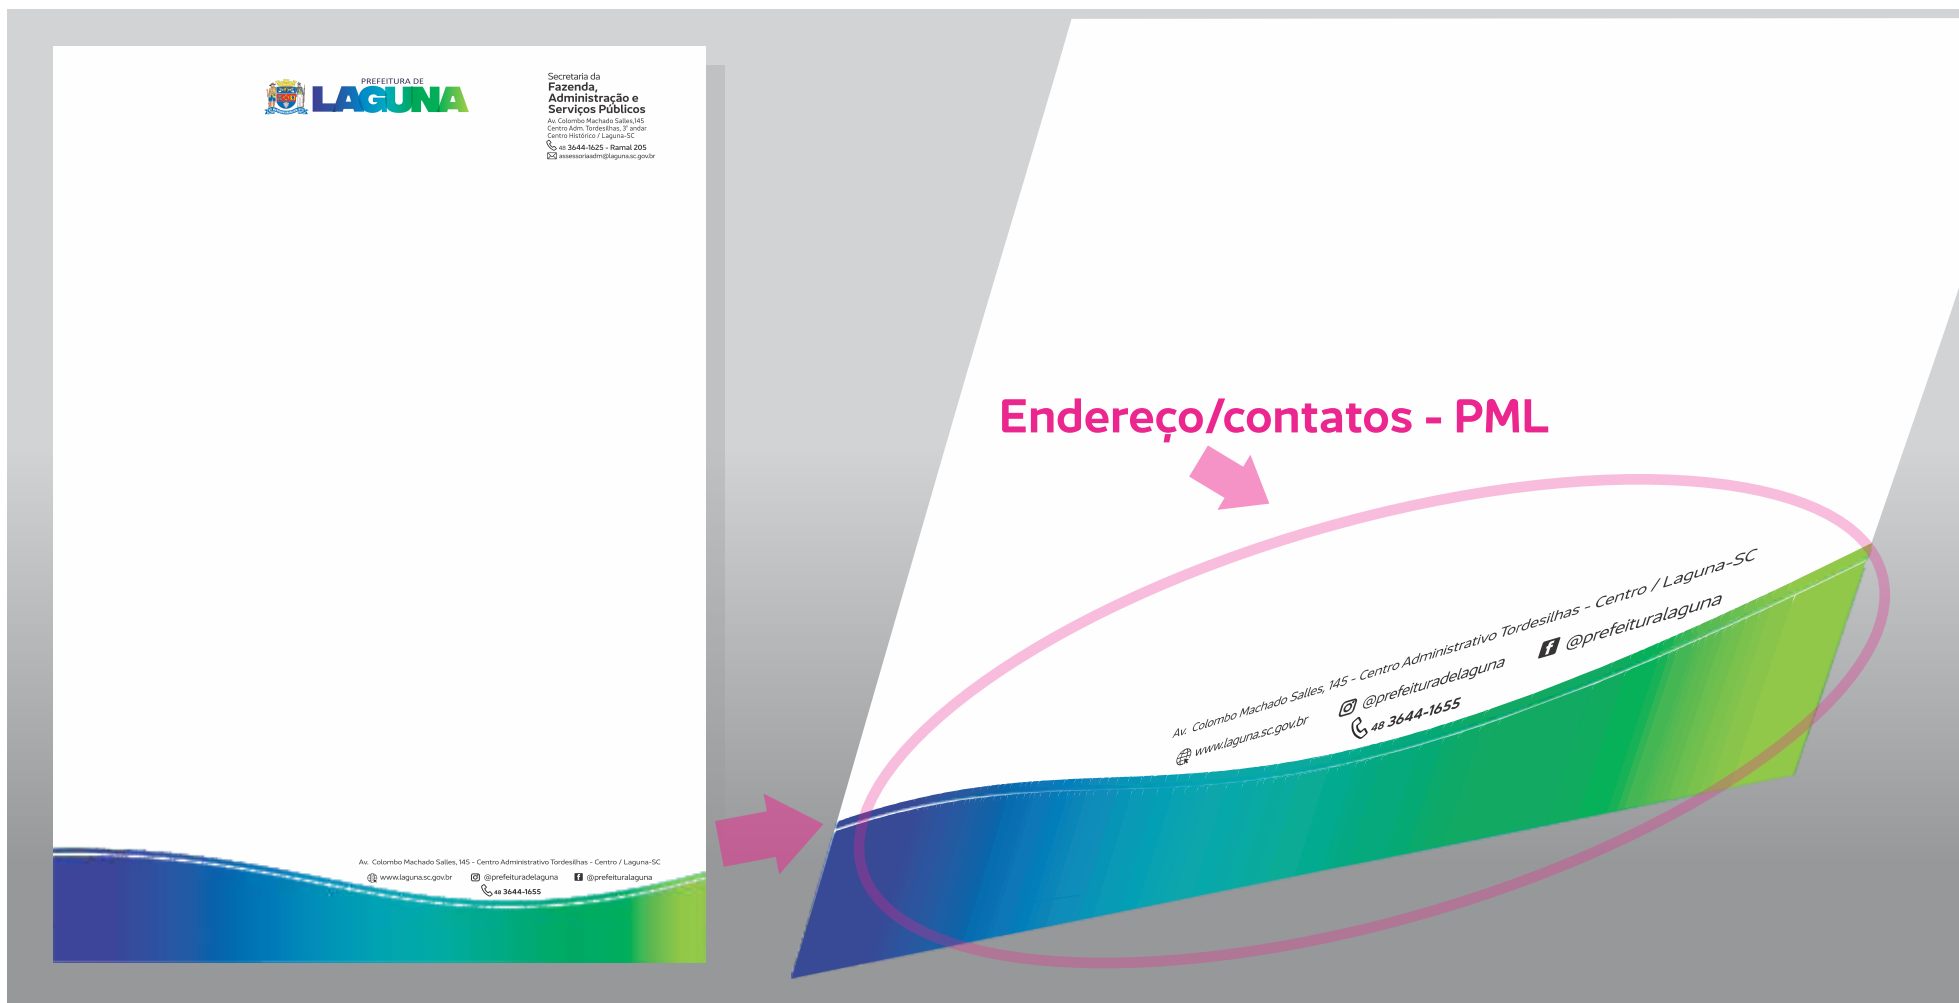 PREFEITURA DE
LAGUNA
Secretaria da
Fazenda,
Administração e
Serviços Públicos
Av. Colombo Machado Salles,145
Centro Adm. Tordesilhas, 3º andar
Centro Histórico / Laguna-SC
48 3644-1625 - Ramal 205
assessoriaadm@laguna.sc.gov.br
Av. Colombo Machado Salles, 145 - Centro Administrativo Tordesilhas - Centro / Laguna-SC
www.laguna.sc.gov.br @prefeituradelaguna @prefeituralaguna
48 3644-1655
Endereço/contatos - PML
Av. Colombo Machado Salles, 145 - Centro Administrativo Tordesilhas - Centro / Laguna-SC
www.laguna.sc.gov.br @prefeituradelaguna @prefeituralaguna
48 3644-1655